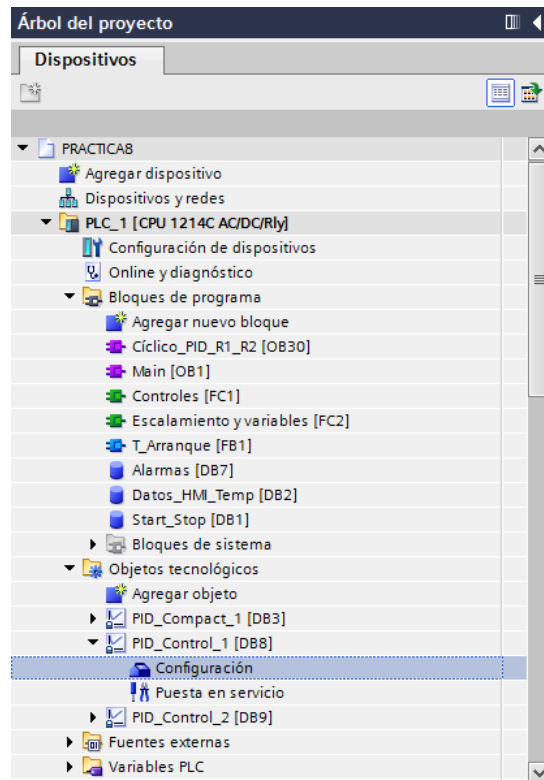 Árbol del proyecto
Dispositivos
PRACTICA8
Agregar dispositivo
Dispositivos y redes
PLC_1 [CPU 1214C AC/DC/Rly]
Configuración de dispositivos
Online y diagnóstico
Bloques de programa
Agregar nuevo bloque
Cíclico_PID_R1_R2 [OB30]
Main [OB1]
Controles [FC1]
Escalamiento y variables [FC2]
T_Arranque [FB1]
Alarmas [DB7]
Datos_HMI_Temp [DB2]
Start_Stop [DB1]
Bloques de sistema
Objetos tecnológicos
Agregar objeto
PID_Compact_1 [DB3]
PID_Control_1 [DB8]
Configuración
Puesta en servicio
PID_Control_2 [DB9]
Fuentes externas
Variables PLC